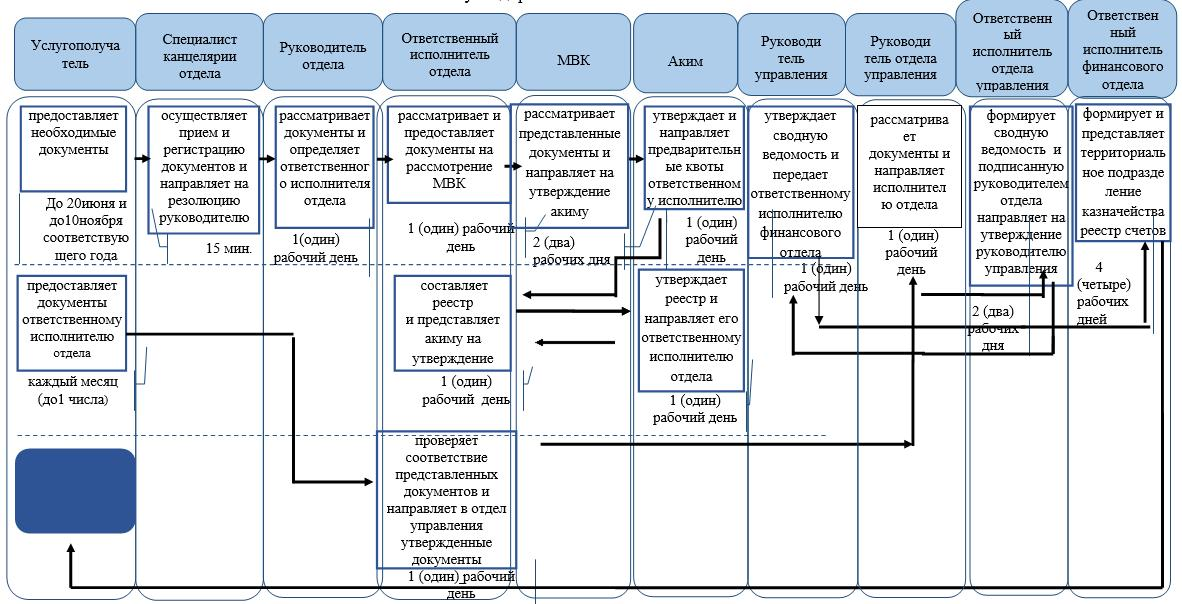 Услугополуча
тель
Специалист
канцелярии
отдела
Руководитель
отдела
Ответственный
исполнитель
отдела
МВК
Аким
Руководи
тель
управления
Руководи
тель отдела
управления
Ответственн
ый
исполнитель
отдела
управления
Ответствен
ный
исполнитель
финансового
отдела
предоставляет
необходимые
документы
До 20июня и
до10ноября
соответствую
щего года
осуществляет
прием и
регистрацию
документов и
направляет на
резолюцию
руководителю
15 мин.
рассматривает
документы и
определяет
ответственног
о исполнителя
отдела
1(один)
рабочий день
рассматривает и
предоставляет
документы на
рассмотрение
МВК
1 (один) рабочий
день
рассматривает
представленные
документы и
направляет на
утверждение
акиму
2 (два)
рабочих дня
утверждает и
направляет
предваритель
ые квоты
ответственном
у исполнителю
1 (один)
рабочий
день
утверждает
сводную
ведомость и
передает
ответственному
исполнителю
финансового
отдела
1 (один)
рабочий день
рассматрива
ет
документы и
направляет
исполнител
ю отдела
1 (один)
рабочий
день
формирует
сводную
ведомость и
подписанную
руководителем
отдела
направляет на
утверждение
руководителю
управления
2 (два)
рабочих
дня
формирует и
представляет
территориаль
ное подразде
ление
казначейства
реестр счетов
4
(четыре)
рабочих
дней
предоставляет
документы
ответственному
исполнителю
отдела
каждый месяц
(до1 числа)
составляет
реестр
и представляет
акиму на
утверждение
1 (один)
рабочий день
утверждает
реестр и
направляет его
ответственному
исполнителю
отдела
1 (один)
рабочий день
проверяет
соответствие
представленных
документов и
направляет в отдел
управления
утвержденные
документы
1 (один) рабочий
день